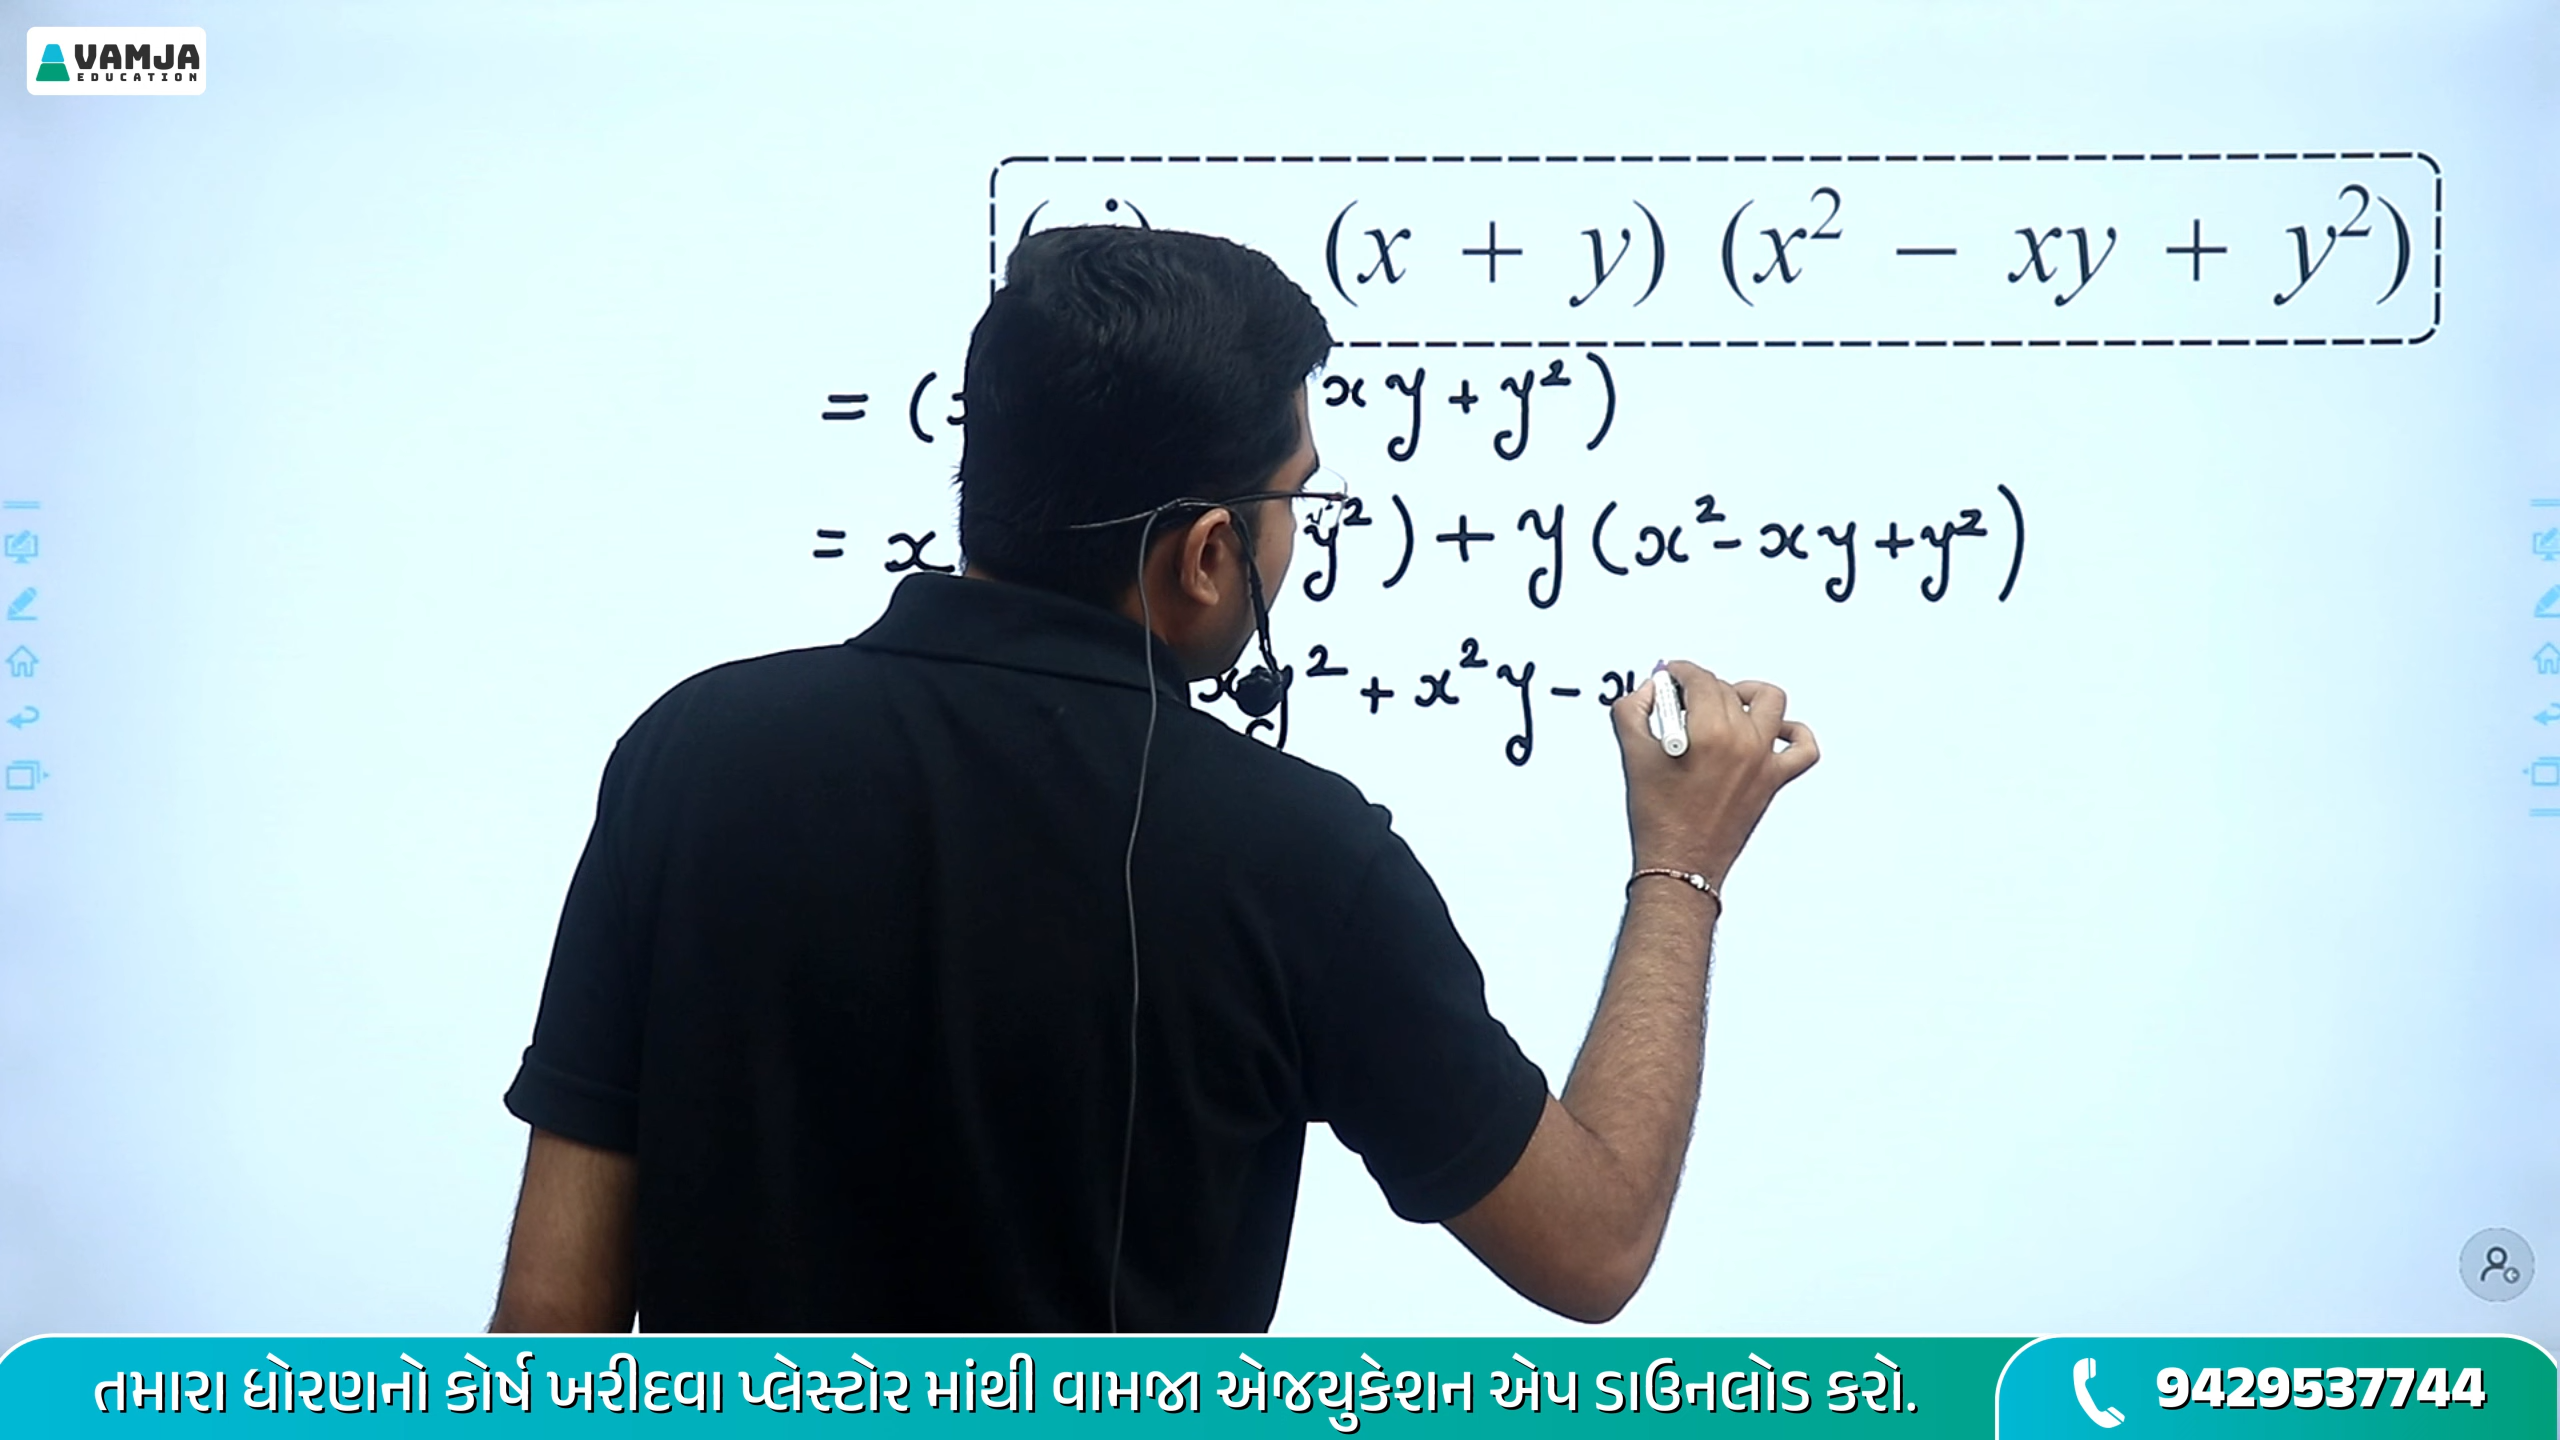 VAMJA
EDUCATION
(x + y) (x² − xy + y²)
= (x xy + y²)
= x y²) + y (x² - xy + y²)
xy² + x²y - x
તમારા ધોરણનો કોર્ષ ખરીદવા પ્લેસ્ટોર માંથી વામજા એજ્યુકેશન એપ ડાઉનલોડ કરો.
9429537744